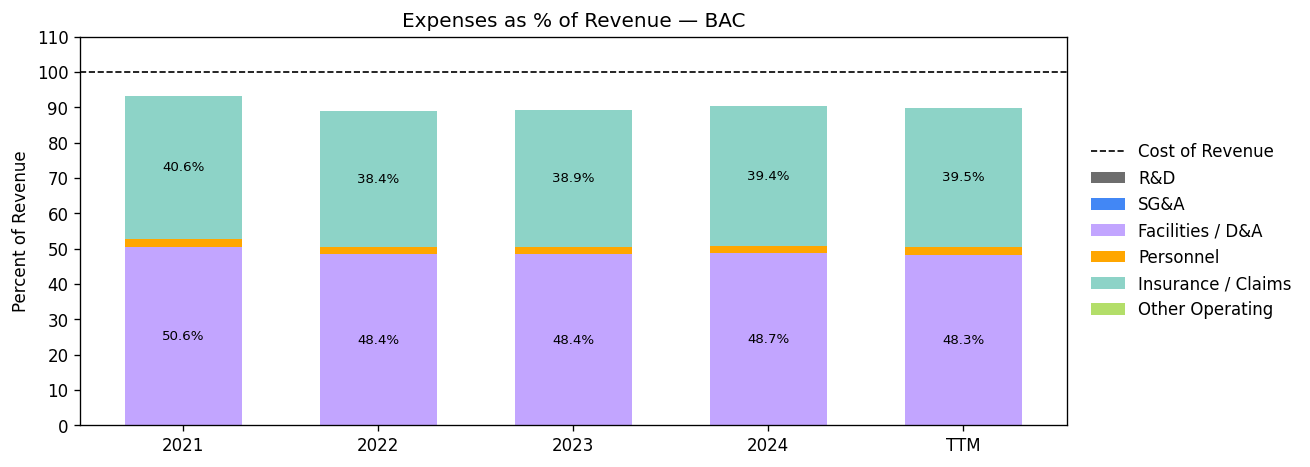 Expenses as % of Revenue — BAC
Percent of Revenue
110
100
90
80
70
60
50
40
30
20
10
0
40.6%
38.4%
38.9%
39.4%
39.5%
50.6%
48.4%
48.4%
48.7%
48.3%
2021
2022
2023
2024
TTM
Cost of Revenue
R&D
SG&A
Facilities / D&A
Personnel
Insurance / Claims
Other Operating